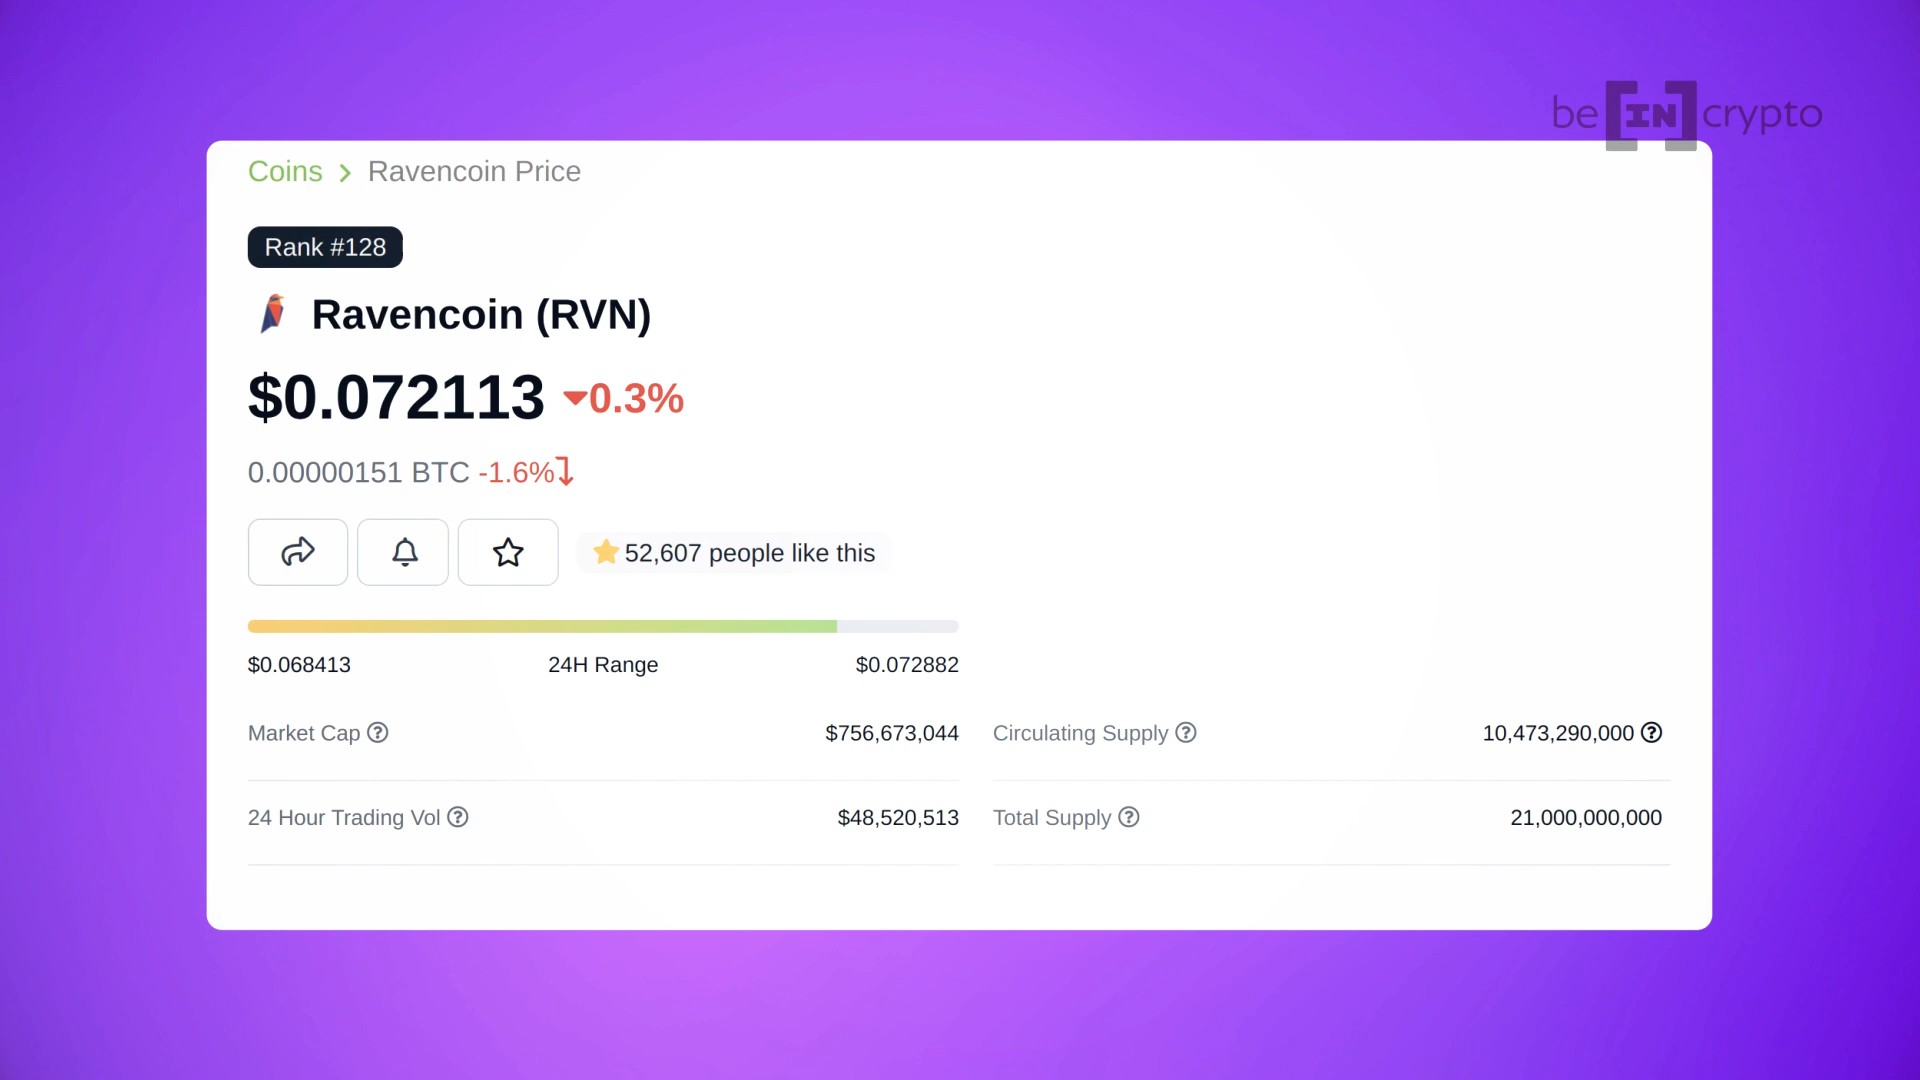 be [IN] crypto
Coins > Ravencoin Price
Rank #128
Ravencoin (RVN)
$0.072113 ▼0.3%
0.00000151 BTC -1.6%
52,607 people like this
$0.068413 24H Range $0.072882
Market Cap ? $756,673,044 Circulating Supply ? 10,473,290,000 ?
24 Hour Trading Vol ? $48,520,513 Total Supply ? 21,000,000,000